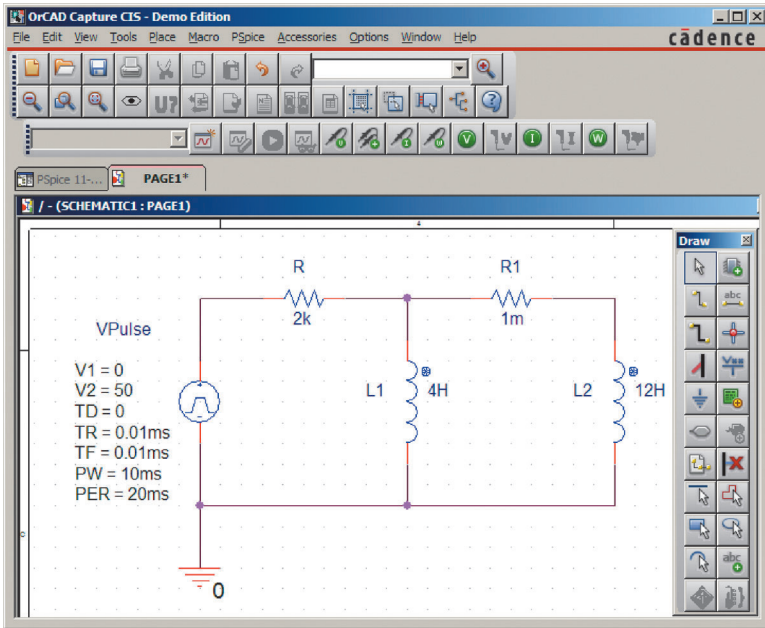 OrCAD Capture CIS - Demo Edition
File Edit View Tools Place Macro PSpice Accessories Options Window Help
cādence
U?
V V I I W
PSpice 11-... PAGE1*
/ - (SCHEMATIC1 : PAGE1)
Draw
R
R1
2k
1m
VPulse
V1 = 0
V2 = 50
TD = 0
TR = 0.01ms
TF = 0.01ms
PW = 10ms
PER = 20ms
L1
4H
L2
12H
0
abc
abc